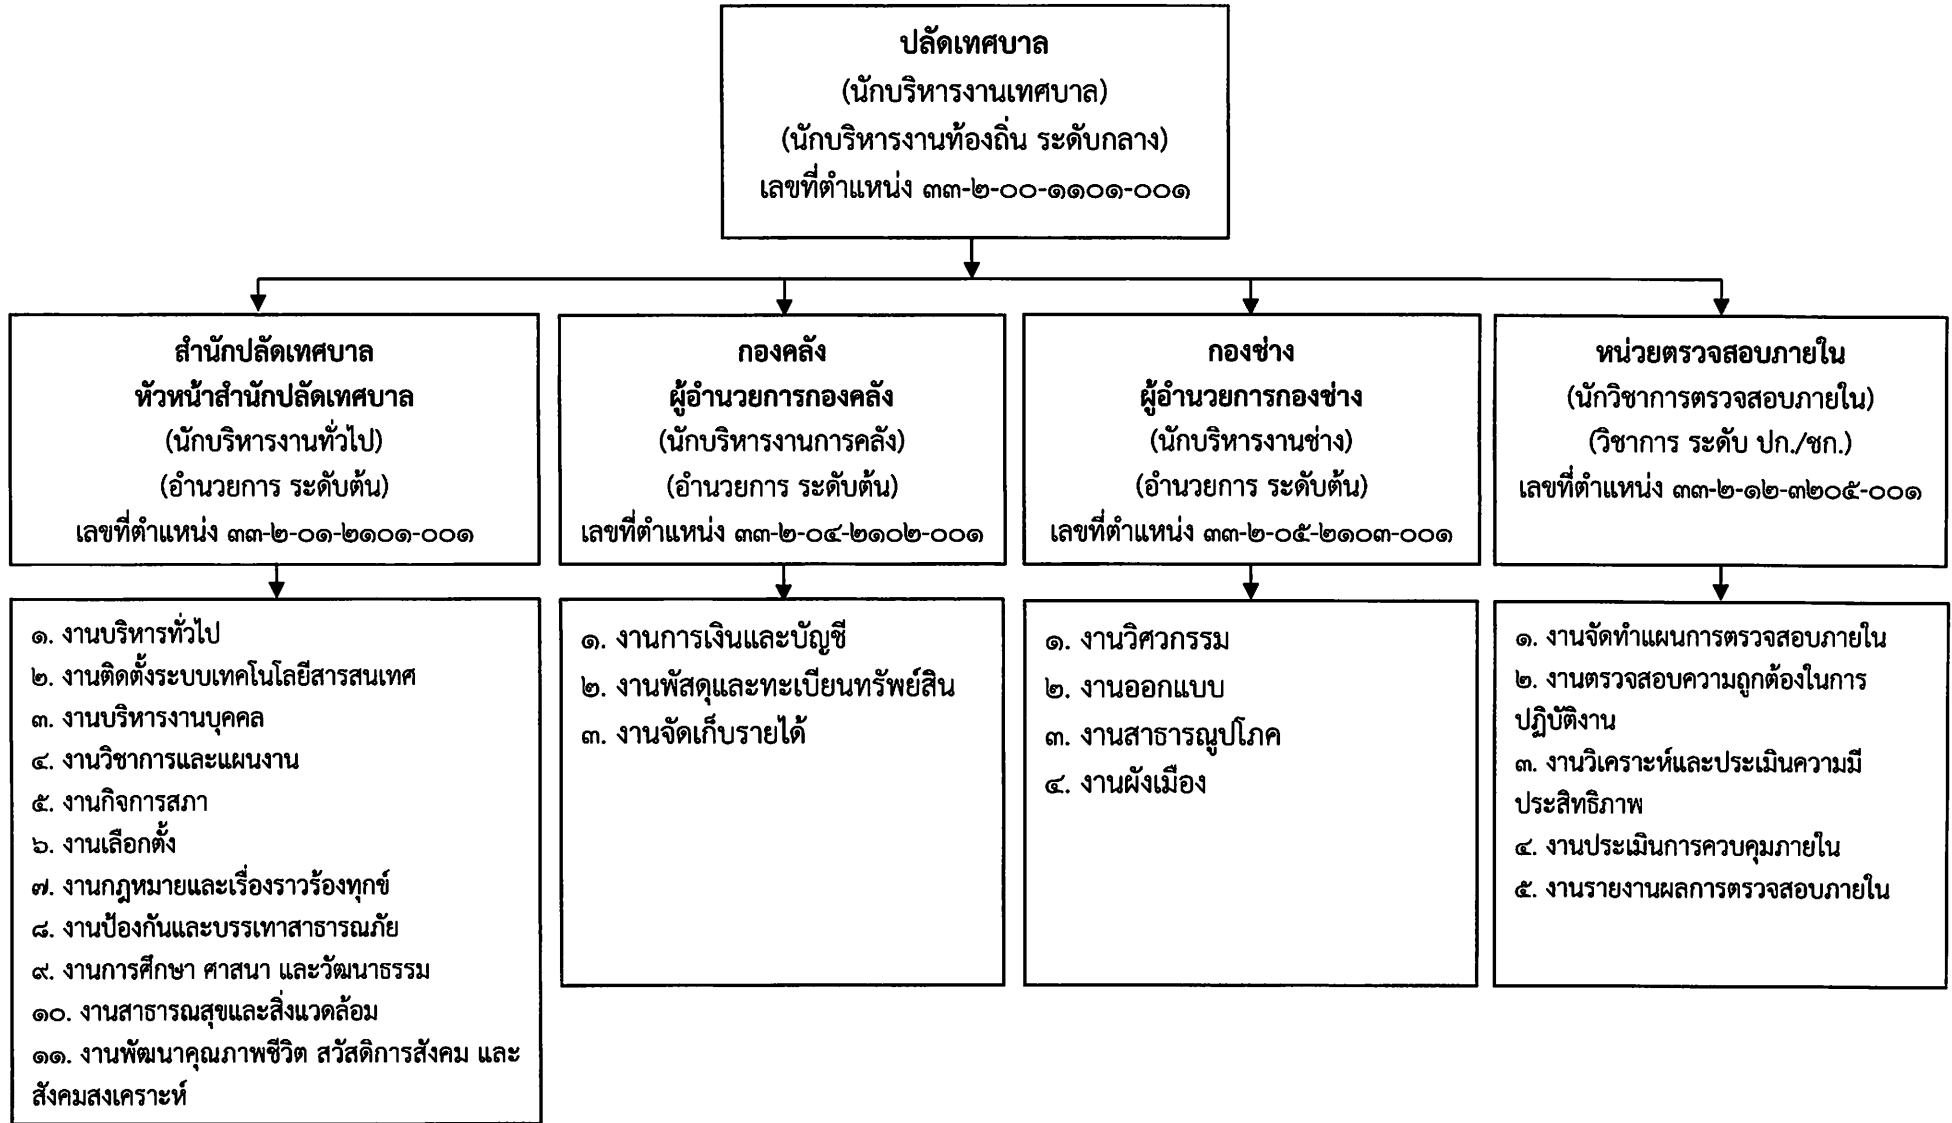 ปลัดเทศบาล
(นักบริหารงานเทศบาล)
(นักบริหารงานท้องถิ่น ระดับกลาง)
เลขที่ตำแหน่ง ๓๓-๒-๐๐-๑๑๐๑-๐๐๑
สำนักปลัดเทศบาล
หัวหน้าสำนักปลัดเทศบาล
(นักบริหารงานทั่วไป)
(อำนวยการ ระดับต้น)
เลขที่ตำแหน่ง ๓๓-๒-๐๑-๒๑๐๑-๐๐๑
กองคลัง
ผู้อำนวยการกองคลัง
(นักบริหารงานการคลัง)
(อำนวยการ ระดับต้น)
เลขที่ตำแหน่ง ๓๓-๒-๐๔-๒๑๐๒-๐๐๑
กองช่าง
ผู้อำนวยการกองช่าง
(นักบริหารงานช่าง)
(อำนวยการ ระดับต้น)
เลขที่ตำแหน่ง ๓๓-๒-๐๕-๒๑๐๓-๐๐๑
หน่วยตรวจสอบภายใน
(นักวิชาการตรวจสอบภายใน)
(วิชาการ ระดับ ปก./ชก.)
เลขที่ตำแหน่ง ๓๓-๒-๑๒-๓๒๐๕-๐๐๑
๑. งานบริหารทั่วไป
๒. งานติดตั้งระบบเทคโนโลยีสารสนเทศ
๓. งานบริหารงานบุคคล
๔. งานวิชาการและแผนงาน
๕. งานกิจการสภา
๖. งานเลือกตั้ง
๗. งานกฎหมายและเรื่องราวร้องทุกข์
๘. งานป้องกันและบรรเทาสาธารณภัย
๙. งานการศึกษา ศาสนา และวัฒนาธรรม
๑๐. งานสาธารณสุขและสิ่งแวดล้อม
๑๑. งานพัฒนาคุณภาพชีวิต สวัสดิการสังคม และ
สังคมสงเคราะห์
๑. งานการเงินและบัญชี
๒. งานพัสดุและทะเบียนทรัพย์สิน
๓. งานจัดเก็บรายได้
๑. งานวิศวกรรม
๒. งานออกแบบ
๓. งานสาธารณูปโภค
๔. งานผังเมือง
๑. งานจัดทำแผนการตรวจสอบภายใน
๒. งานตรวจสอบความถูกต้องในการ
ปฏิบัติงาน
๓. งานวิเคราะห์และประเมินความมี
ประสิทธิภาพ
๔. งานประเมินการควบคุมภายใน
๕. งานรายงานผลการตรวจสอบภายใน